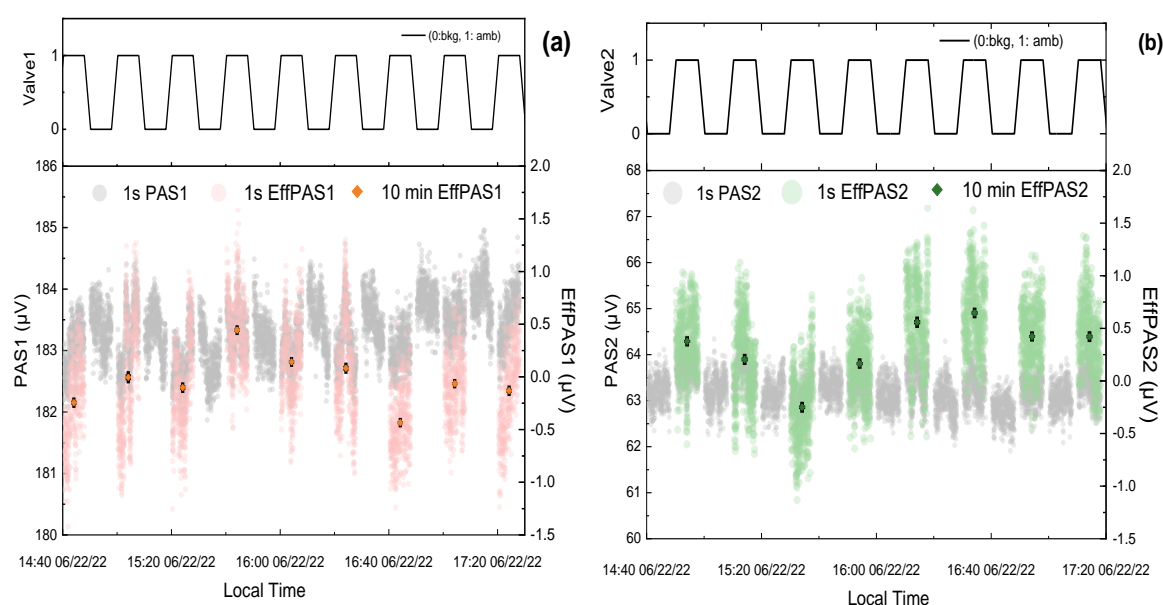 (a)
(0:bkg, 1: amb)
Valve1
1
0
186
185
184
183
182
181
180
PAS1 (µV)
1s PAS1 1s EffPAS1 10 min EffPAS1
2.0
1.5
1.0
0.5
0.0
-0.5
-1.0
-1.5
EffPAS1 (µV)
14:40 06/22/22 15:20 06/22/22 16:00 06/22/22 16:40 06/22/22 17:20 06/22/22
Local Time
(b)
(0:bkg, 1: amb)
Valve2
1
0
68
67
66
65
64
63
62
61
60
PAS2 (µV)
1s PAS2 1s EffPAS2 10 min EffPAS2
2.0
1.5
1.0
0.5
0.0
-0.5
-1.0
-1.5
EffPAS2 (µV)
14:40 06/22/22 15:20 06/22/22 16:00 06/22/22 16:40 06/22/22 17:20 06/22/22
Local Time